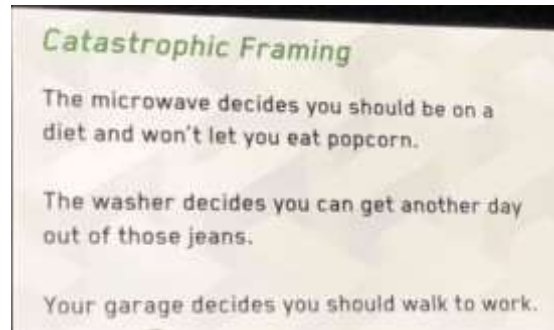 Catastrophic Framing
The microwave decides you should be on a
diet and won't let you eat popcorn.
The washer decides you can get another day
out of those jeans.
Your garage decides you should walk to work.